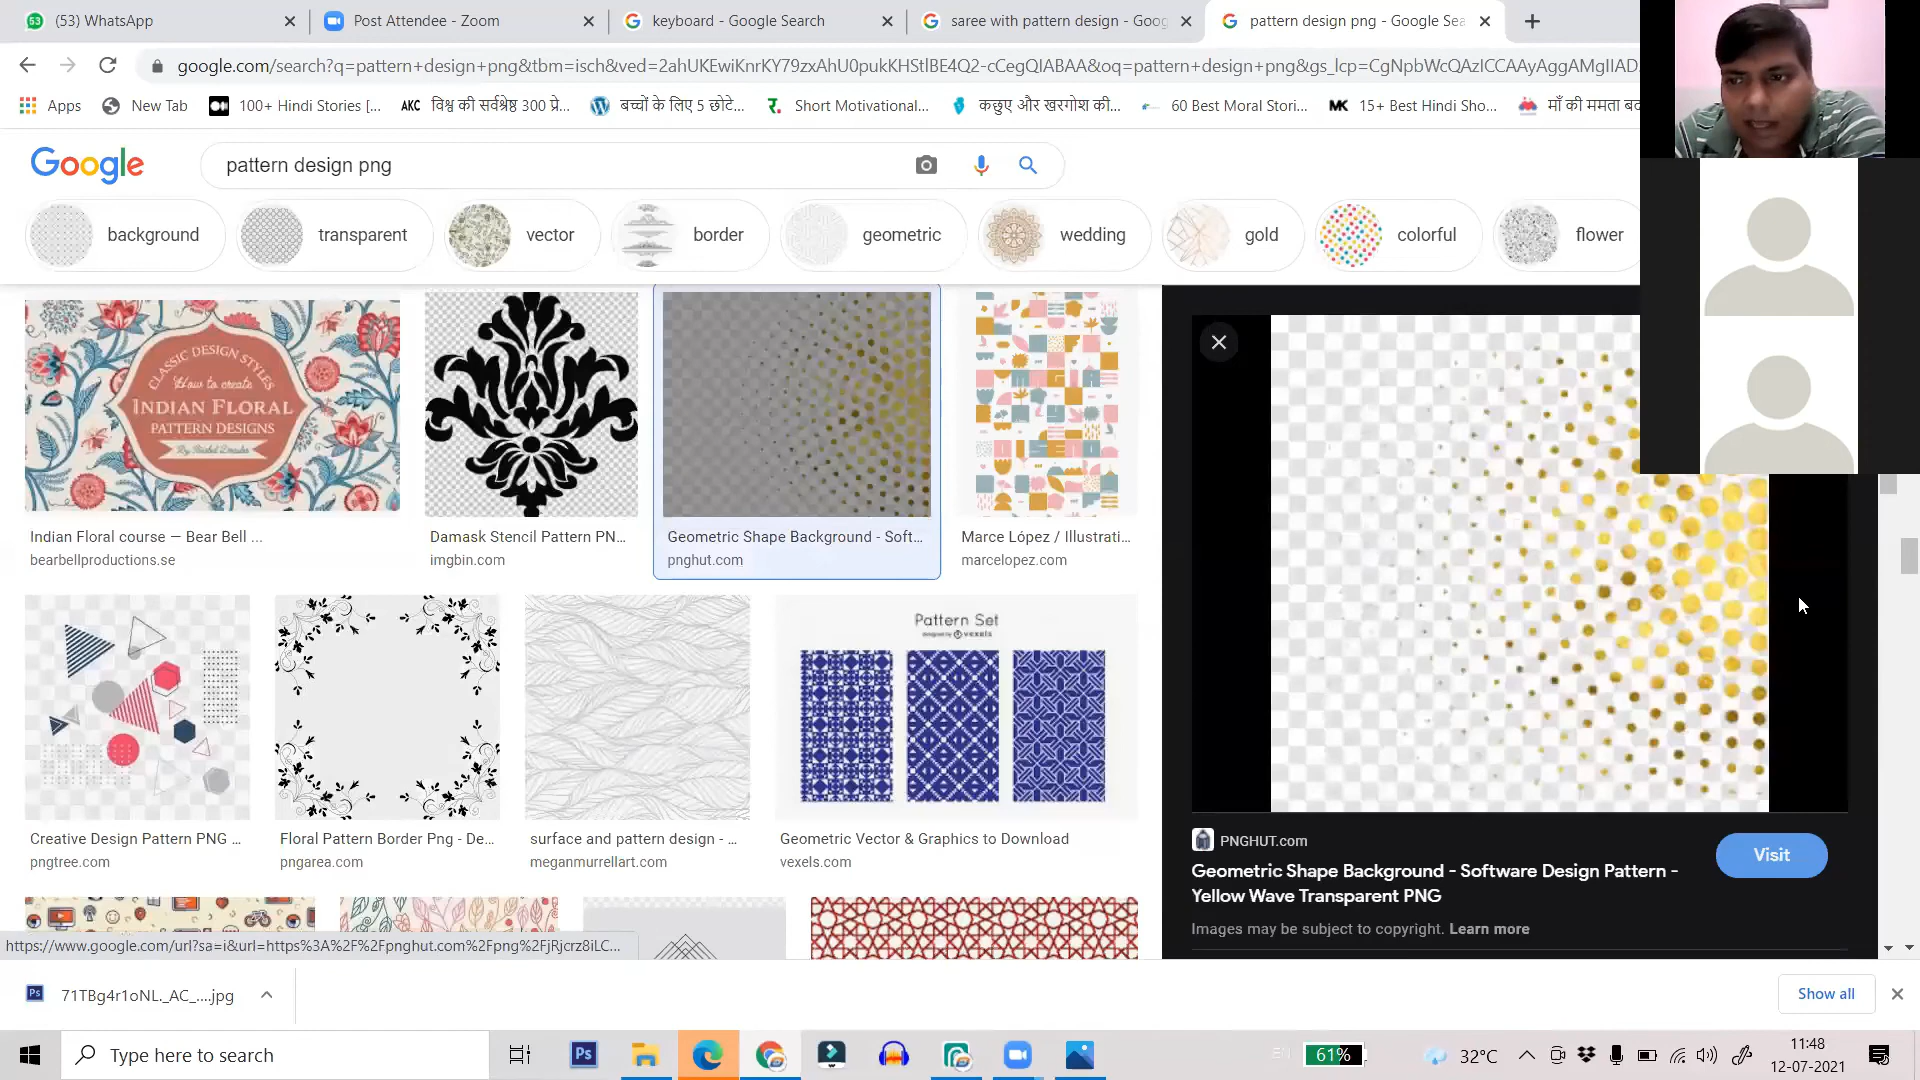 (53) WhatsApp
Post Attendee - Zoom
keyboard - Google Search
saree with pattern design - Goog
pattern design png - Google Sea
google.com/search?q=pattern+design+png&tbm=isch&ved=2ahUKEwiKnrKY79zxAhU0pukKHStlBE4Q2-cCegQIABAA&oq=pattern+design+png&gs_lcp=CgNpbWcQAzICCAAyAggAMgIIAD
Apps
New Tab
100+ Hindi Stories [...
AKC विश्व की सर्वश्रेष्ठ 300 प्रे...
बच्चों के लिए 5 छोटे...
Short Motivational...
कछुए और खरगोश की...
60 Best Moral Stori...
MK 15+ Best Hindi Sho...
माँ की ममता बद
Google
pattern design png
background
transparent
vector
border
geometric
wedding
gold
colorful
flower
CLASSIC DESIGN STYLES
How to create
INDIAN FLORAL
PATTERN DESIGNS
Indian Floral course — Bear Bell ...
bearbellproductions.se
Damask Stencil Pattern PN...
imgbin.com
Geometric Shape Background - Soft...
pnghut.com
Marce López / Illustrati...
marcelopez.com
Pattern Set
designed by vexels
Creative Design Pattern PNG ...
pngtree.com
Floral Pattern Border Png - De...
pngarea.com
surface and pattern design - ...
meganmurrellart.com
Geometric Vector & Graphics to Download
vexels.com
PNGHUT.com
Visit
Geometric Shape Background - Software Design Pattern -
Yellow Wave Transparent PNG
Images may be subject to copyright. Learn more
https://www.google.com/url?sa=i&url=https%3A%2F%2Fpnghut.com%2Fpng%2FjRjcrz8iLC...
Ps
71TBg4r1oNL._AC_....jpg
Show all
Type here to search
Ps
61%
32°C
11:48
12-07-2021